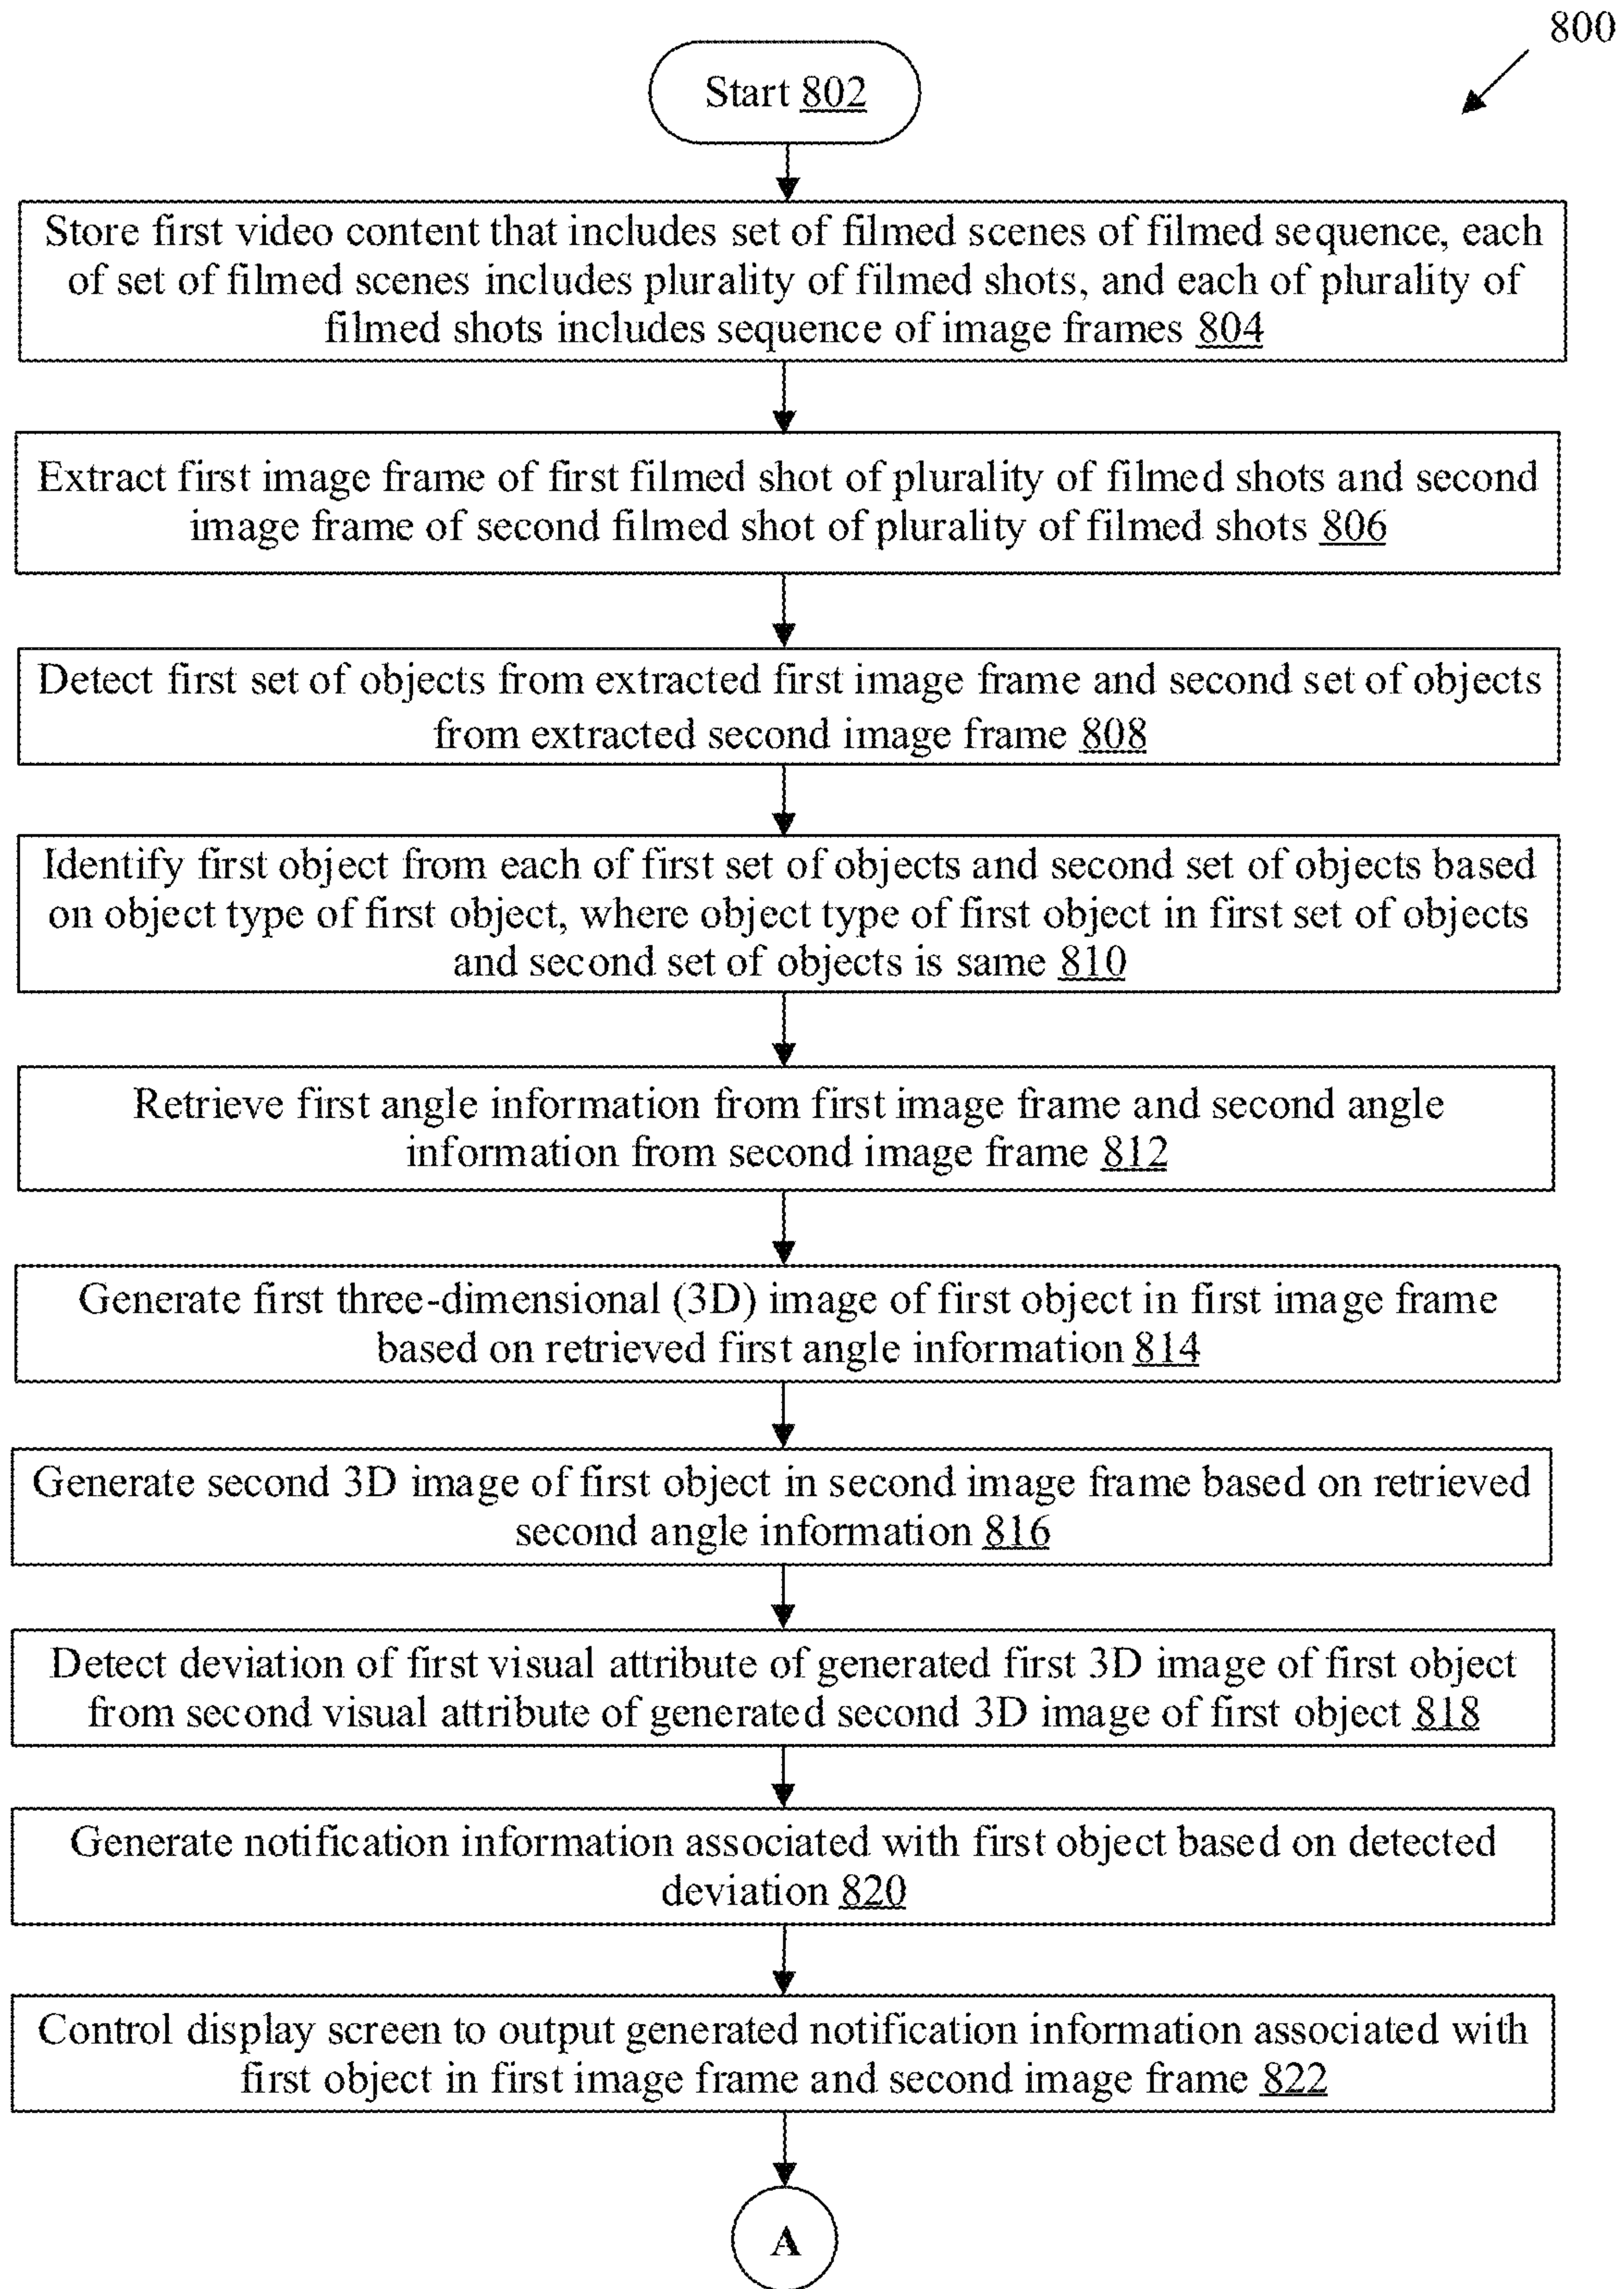 800
Start 802
Store first video content that includes set of filmed scenes of filmed sequence, each
of set of filmed scenes includes plurality of filmed shots, and each of plurality of
filmed shots includes sequence of image frames 804
Extract first image frame of first filmed shot of plurality of filmed shots and second
image frame of second filmed shot of plurality of filmed shots 806
Detect first set of objects from extracted first image frame and second set of objects
from extracted second image frame 808
Identify first object from each of first set of objects and second set of objects based
on object type of first object, where object type of first object in first set of objects
and second set of objects is same 810
Retrieve first angle information from first image frame and second angle
information from second image frame 812
Generate first three-dimensional (3D) image of first object in first image frame
based on retrieved first angle information 814
Generate second 3D image of first object in second image frame based on retrieved
second angle information 816
Detect deviation of first visual attribute of generated first 3D image of first object
from second visual attribute of generated second 3D image of first object 818
Generate notification information associated with first object based on detected
deviation 820
Control display screen to output generated notification information associated with
first object in first image frame and second image frame 822
A